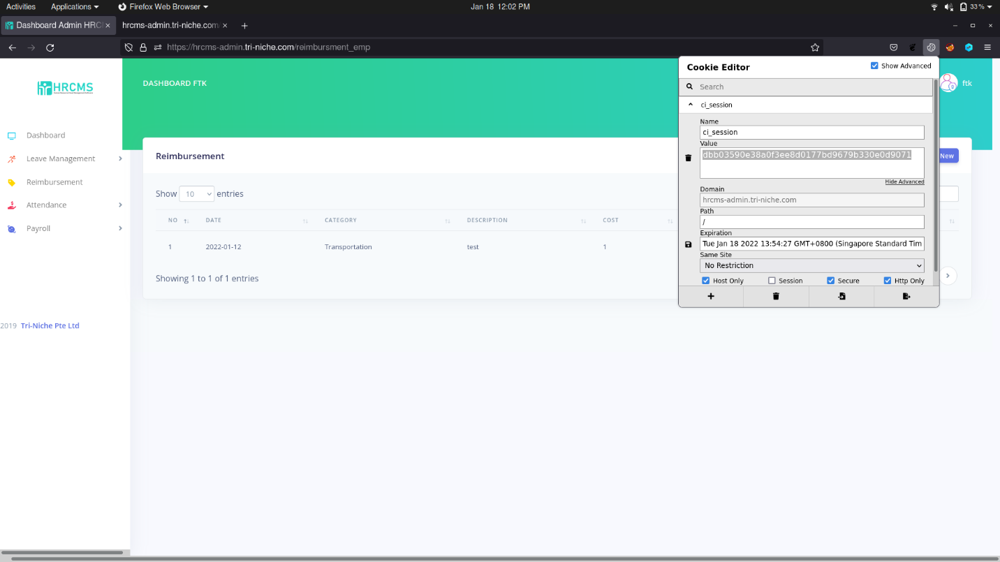 Activities Applications Firefox Web Browser Jan 18 12:02 PM 33 %
Dashboard Admin HRC hrcms-admin.tri-niche.com/
https://hrcms-admin.tri-niche.com/reimbursment_emp
HRCMS
DASHBOARD FTK
ftk
Dashboard
Leave Management
Reimbursement
Attendance
Payroll
2019 Tri-Niche Pte Ltd
Reimbursement
New
Show 10 entries
NO DATE CATEGORY DESCRIPTION COST
1 2022-01-12 Transportation test 1
Showing 1 to 1 of 1 entries
Cookie Editor
Show Advanced
Search
ci_session
Name
ci_session
Value
dbb03590e38a0f3ee8d0177bd9679b330e0d9071
Hide Advanced
Domain
hrcms-admin.tri-niche.com
Path
/
Expiration
Tue Jan 18 2022 13:54:27 GMT+0800 (Singapore Standard Tim
Same Site
No Restriction
Host Only Session Secure Http Only